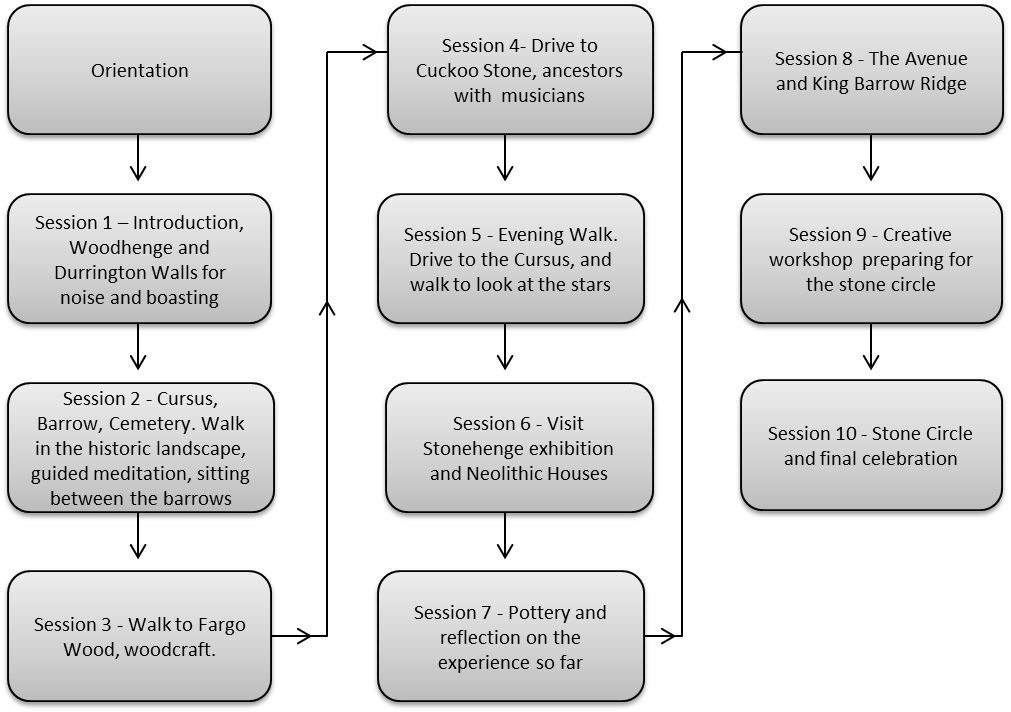 Orientation
Session 1 – Introduction,
Woodhenge and
Durrington Walls for
noise and boasting
Session 2 - Cursus,
Barrow, Cemetery. Walk
in the historic landscape,
guided meditation, sitting
between the barrows
Session 3 - Walk to Fargo
Wood, woodcraft.
Session 4- Drive to
Cuckoo Stone, ancestors
with musicians
Session 5 - Evening Walk.
Drive to the Cursus, and
walk to look at the stars
Session 6 - Visit
Stonehenge exhibition
and Neolithic Houses
Session 7 - Pottery and
reflection on the
experience so far
Session 8 - The Avenue
and King Barrow Ridge
Session 9 - Creative
workshop preparing for
the stone circle
Session 10 - Stone Circle
and final celebration